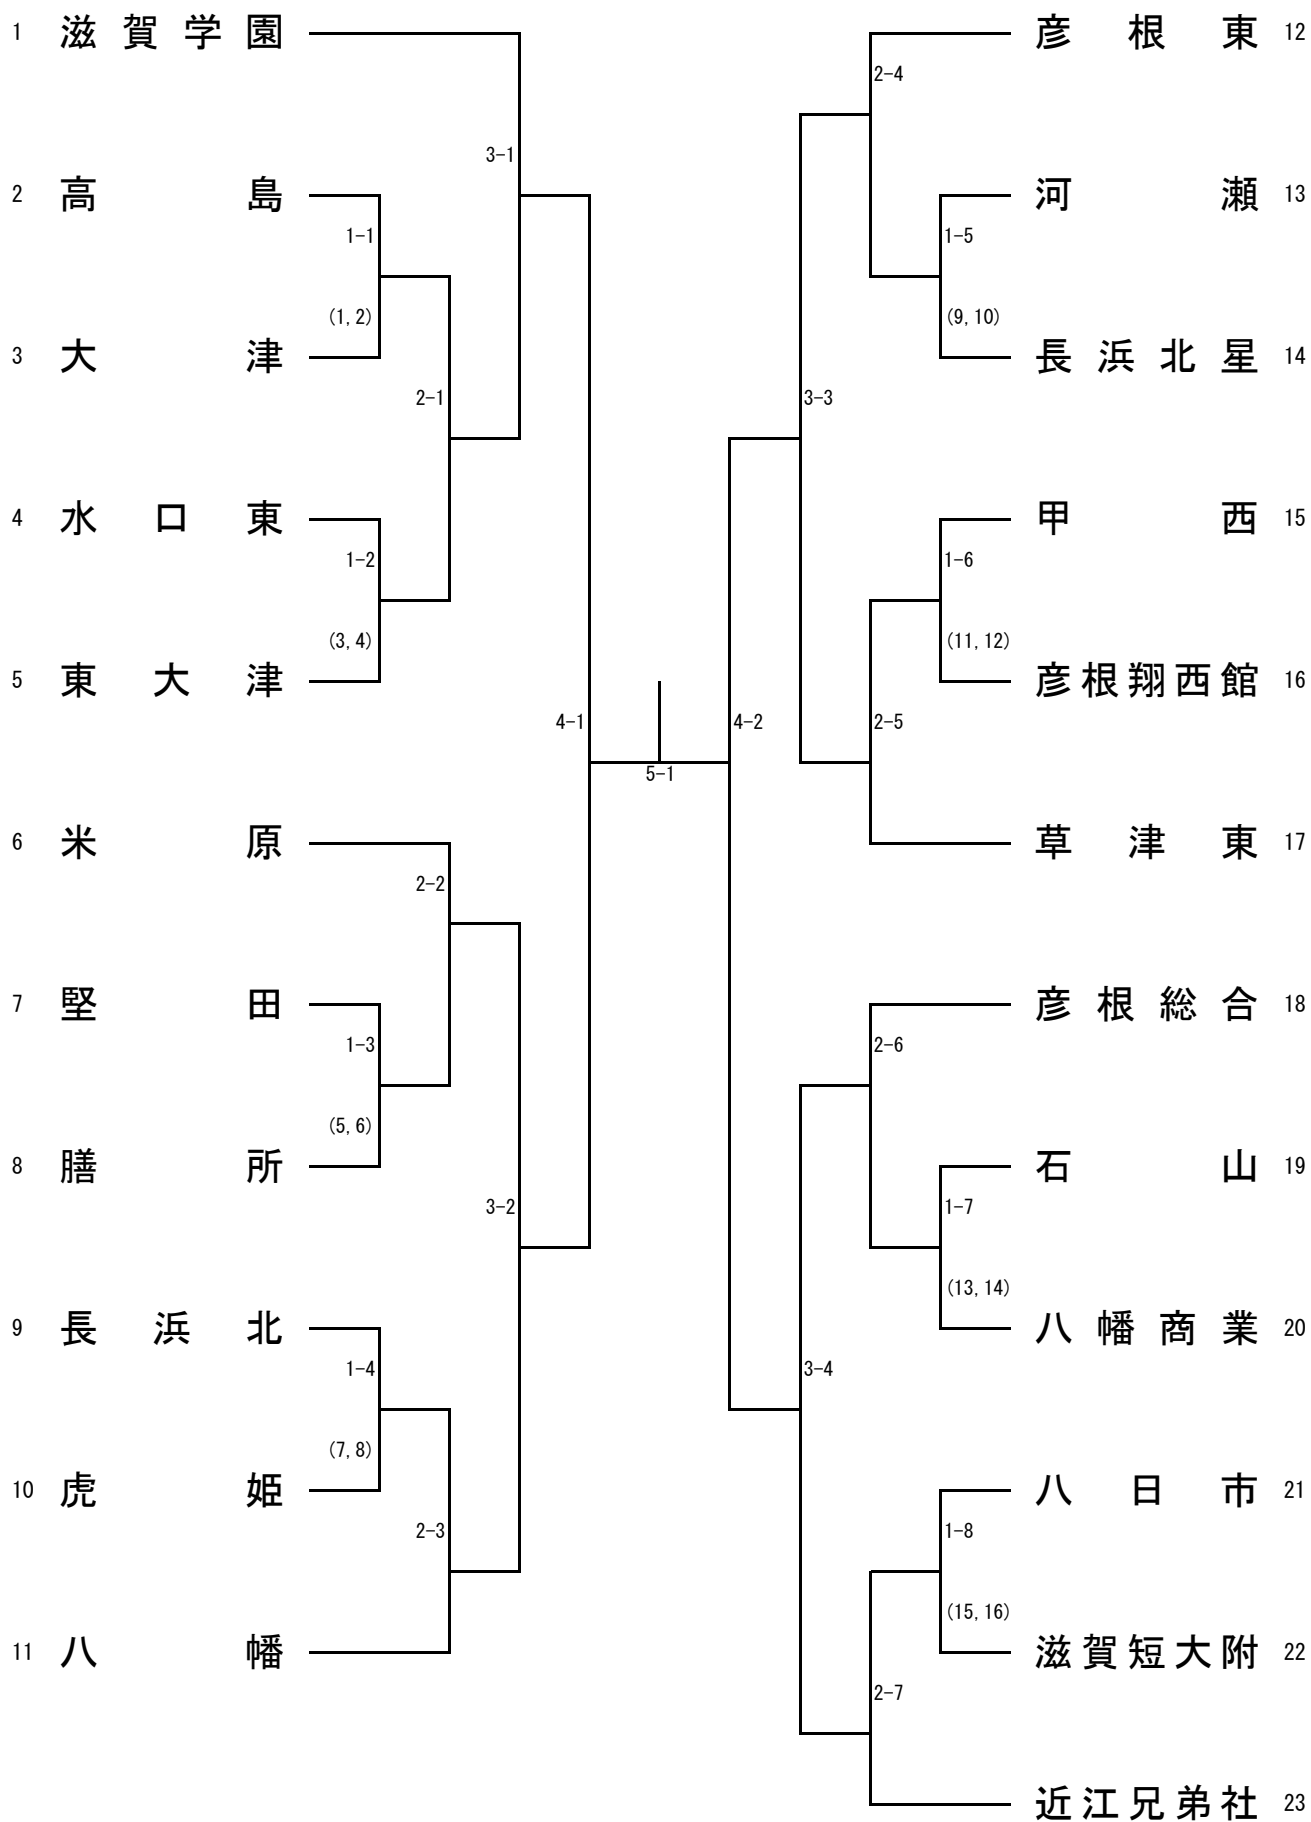 1 滋賀学園
3-1
2 高島
1-1
(1, 2)
3 大津
2-1
4 水口東
1-2
(3, 4)
5 東大津
4-1
5-1
6 米原
2-2
7 堅田
1-3
(5, 6)
8 膳所
3-2
9 長浜北
1-4
(7, 8)
10 虎姫
2-3
11 八幡
彦根東 12
2-4
河瀬 13
1-5
(9, 10)
長浜北星 14
3-3
甲西 15
1-6
(11, 12)
彦根翔西館 16
4-2
2-5
草津東 17
彦根総合 18
2-6
石山 19
1-7
(13, 14)
八幡商業 20
3-4
八日市 21
1-8
(15, 16)
滋賀短大附 22
2-7
近江兄弟社 23